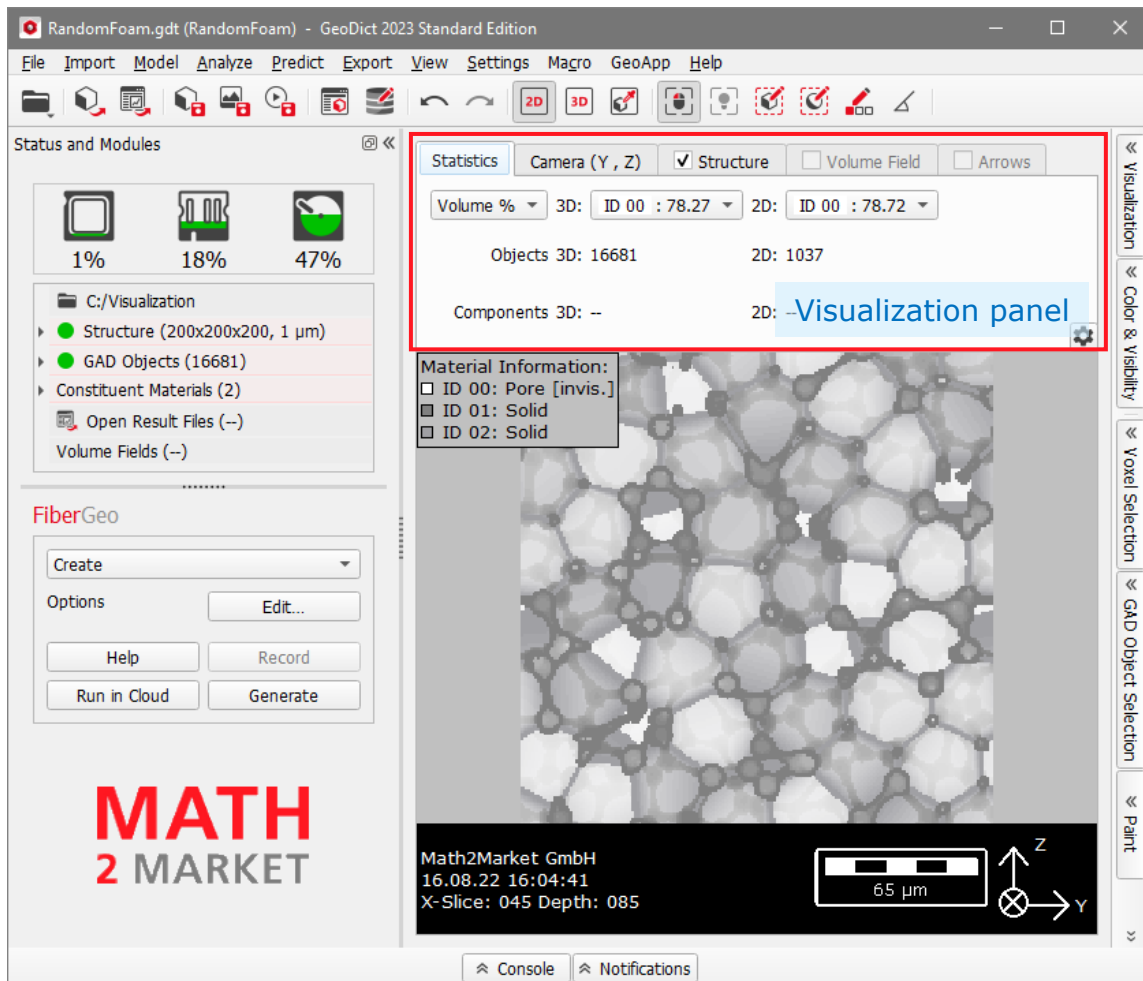 RandomFoam.gdt (RandomFoam) - GeoDict 2023 Standard Edition
File Import Model Analyze Predict Export View Settings Macro GeoApp Help
2D 3D
Status and Modules
1% 18% 47%
C:/Visualization
Structure (200x200x200, 1 µm)
GAD Objects (16681)
Constituent Materials (2)
Open Result Files (--)
Volume Fields (--)
FiberGeo
Create
Options Edit...
Help Record
Run in Cloud Generate
MATH
2 MARKET
Statistics Camera (Y , Z) Structure Volume Field Arrows
Volume % 3D: ID 00 : 78.27 2D: ID 00 : 78.72
Objects 3D: 16681 2D: 1037
Components 3D: -- 2D: --
Visualization panel
Material Information:
ID 00: Pore [invis.]
ID 01: Solid
ID 02: Solid
Math2Market GmbH
16.08.22 16:04:41
X-Slice: 045 Depth: 085
65 µm
Z
Y
Visualization
Color & Visibility
Voxel Selection
GAD Object Selection
Paint
Console Notifications